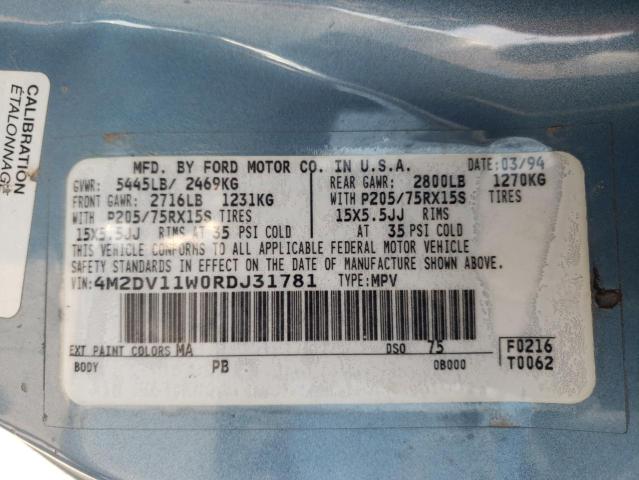 CALIBRATION
ÉTALONNAG
MFD. BY FORD MOTOR CO. IN U.S.A. DATE: 03/94
GVWR: 5445LB/ 2469KG
FRONT GAWR: 2716LB 1231KG
WITH P205/75RX15S TIRES
15X5.5JJ RIMS AT 35 PSI COLD
REAR GAWR: 2800LB 1270KG
WITH P205/75RX15S TIRES
15X5.5JJ RIMS
AT 35 PSI COLD
THIS VEHICLE CONFORMS TO ALL APPLICABLE FEDERAL MOTOR VEHICLE
SAFETY STANDARDS IN EFFECT ON THE DATE OF MANUFACTURE SHOWN ABOVE.
VIN: 4M2DV11W0RDJ31781 TYPE: MPV
EXT PAINT COLORS MA DSO 75 F0216
BODY PB 0B000 T0062